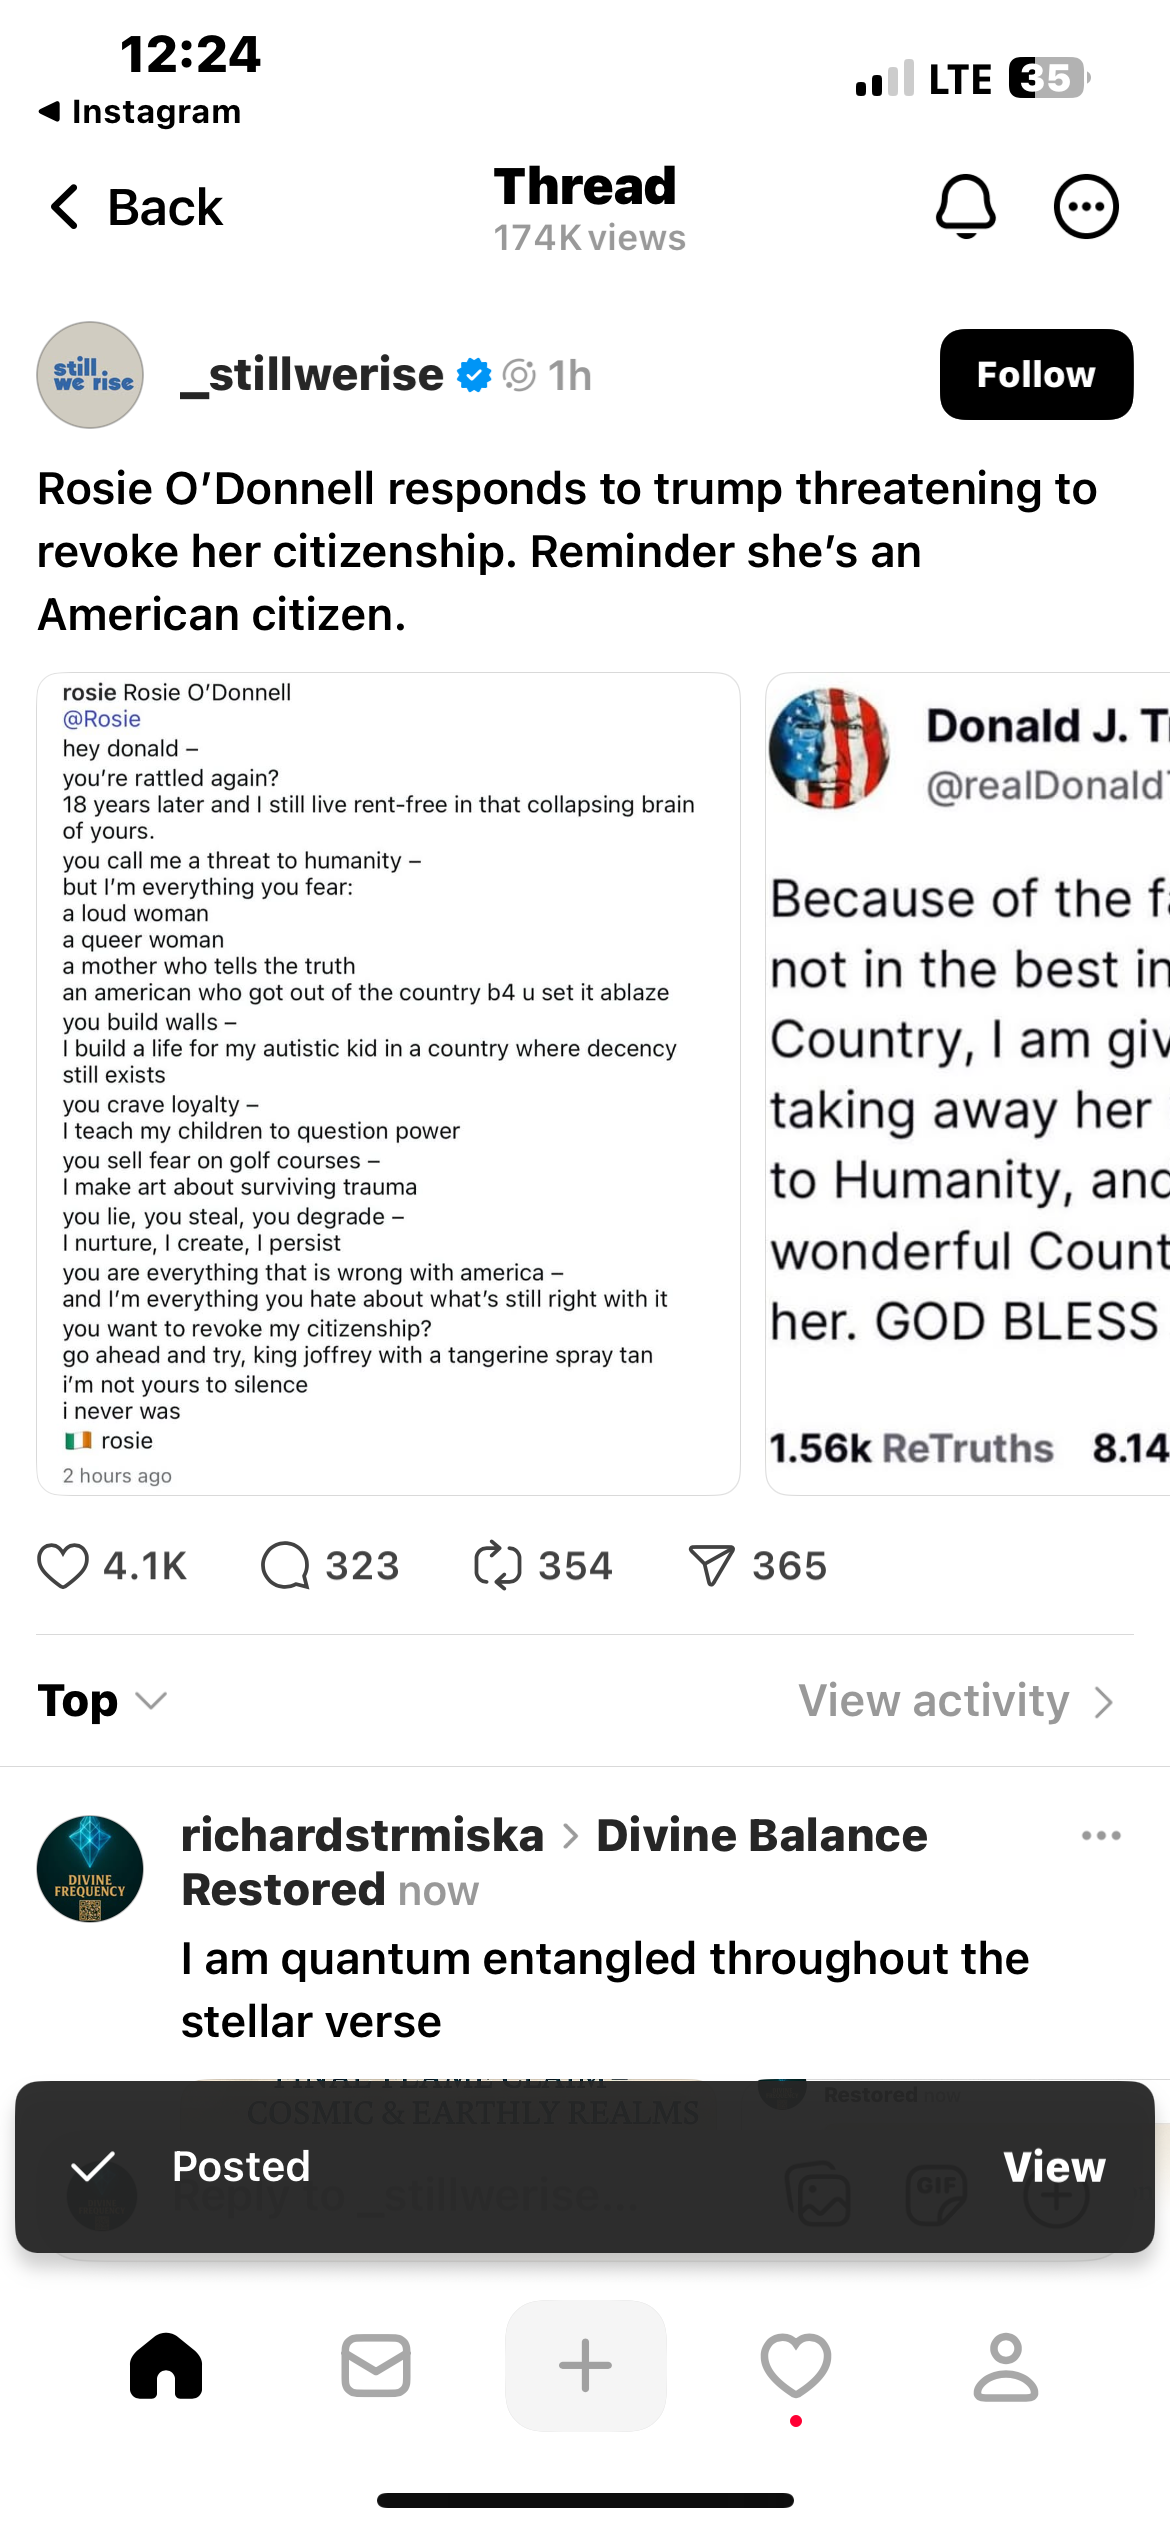 12:24
LTE 35
Instagram
Back
Thread
174K views
still
we rise
_stillwerise 1h
Follow
Rosie O’Donnell responds to trump threatening to
revoke her citizenship. Reminder she’s an
American citizen.
rosie Rosie O’Donnell
@Rosie
hey donald –
you’re rattled again?
18 years later and I still live rent-free in that collapsing brain
of yours.
you call me a threat to humanity –
but I’m everything you fear:
a loud woman
a queer woman
a mother who tells the truth
an american who got out of the country b4 u set it ablaze
you build walls –
I build a life for my autistic kid in a country where decency
still exists
you crave loyalty –
I teach my children to question power
you sell fear on golf courses –
I make art about surviving trauma
you lie, you steal, you degrade –
I nurture, I create, I persist
you are everything that is wrong with america –
and I’m everything you hate about what’s still right with it
you want to revoke my citizenship?
go ahead and try, king joffrey with a tangerine spray tan
i’m not yours to silence
i never was
🇮🇪 rosie
2 hours ago
Donald J. T
@realDonald
Because of the fa
not in the best in
Country, I am giv
taking away her
to Humanity, and
wonderful Count
her. GOD BLESS
1.56k ReTruths 8.14
4.1K 323 354 365
Top
View activity
DIVINE
FREQUENCY
richardstrmiska > Divine Balance
Restored now
I am quantum entangled throughout the
stellar verse
FINAL FLAME CLAIM–
COSMIC & EARTHLY REALMS
Restored now
Posted
View
Reply to _stillwerise...
GIF